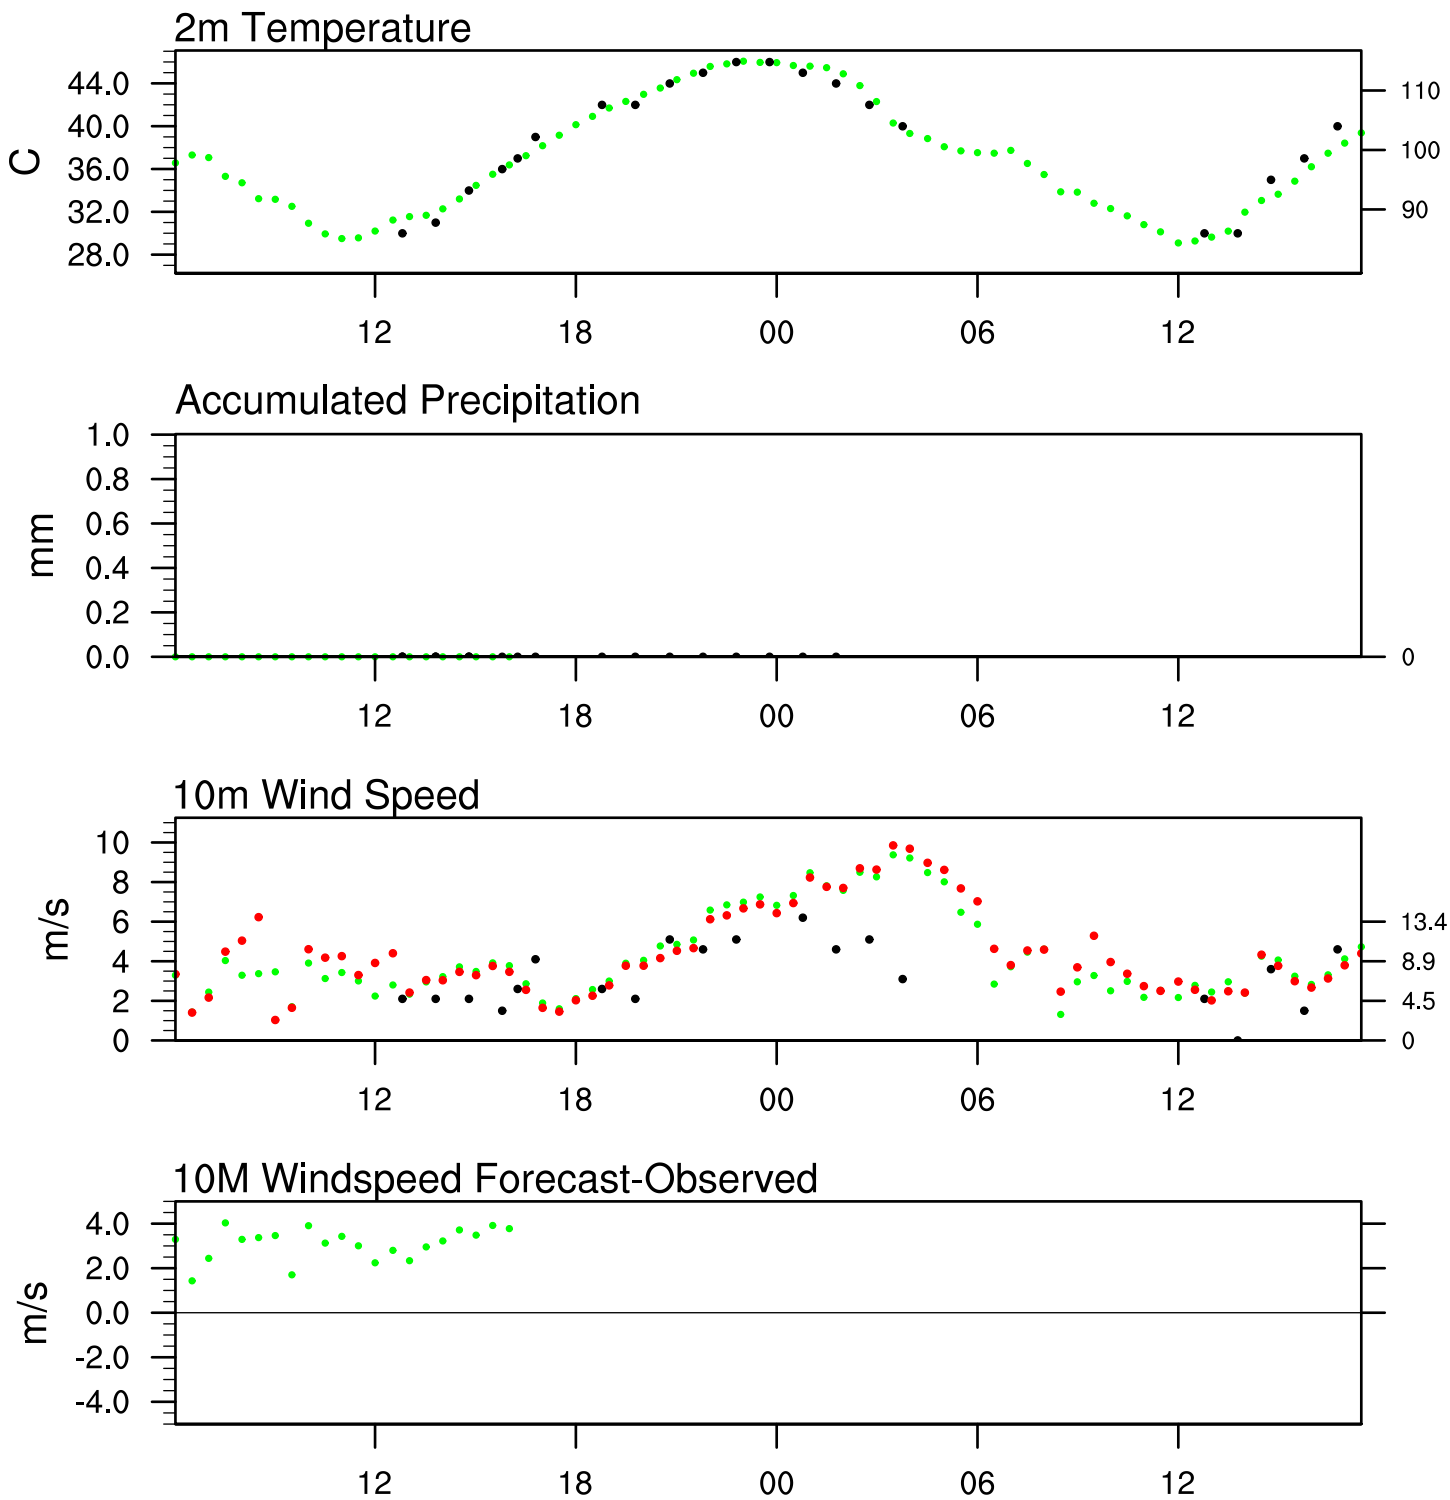 2m Temperature
C
44.0
40.0
36.0
32.0
28.0
110
100
90
12 18 00 06 12
Accumulated Precipitation
mm
1.0
0.8
0.6
0.4
0.2
0.0
0
12 18 00 06 12
10m Wind Speed
m/s
10
8
6
4
2
0
13.4
8.9
4.5
0
12 18 00 06 12
10M Windspeed Forecast-Observed
m/s
4.0
2.0
0.0
-2.0
-4.0
12 18 00 06 12